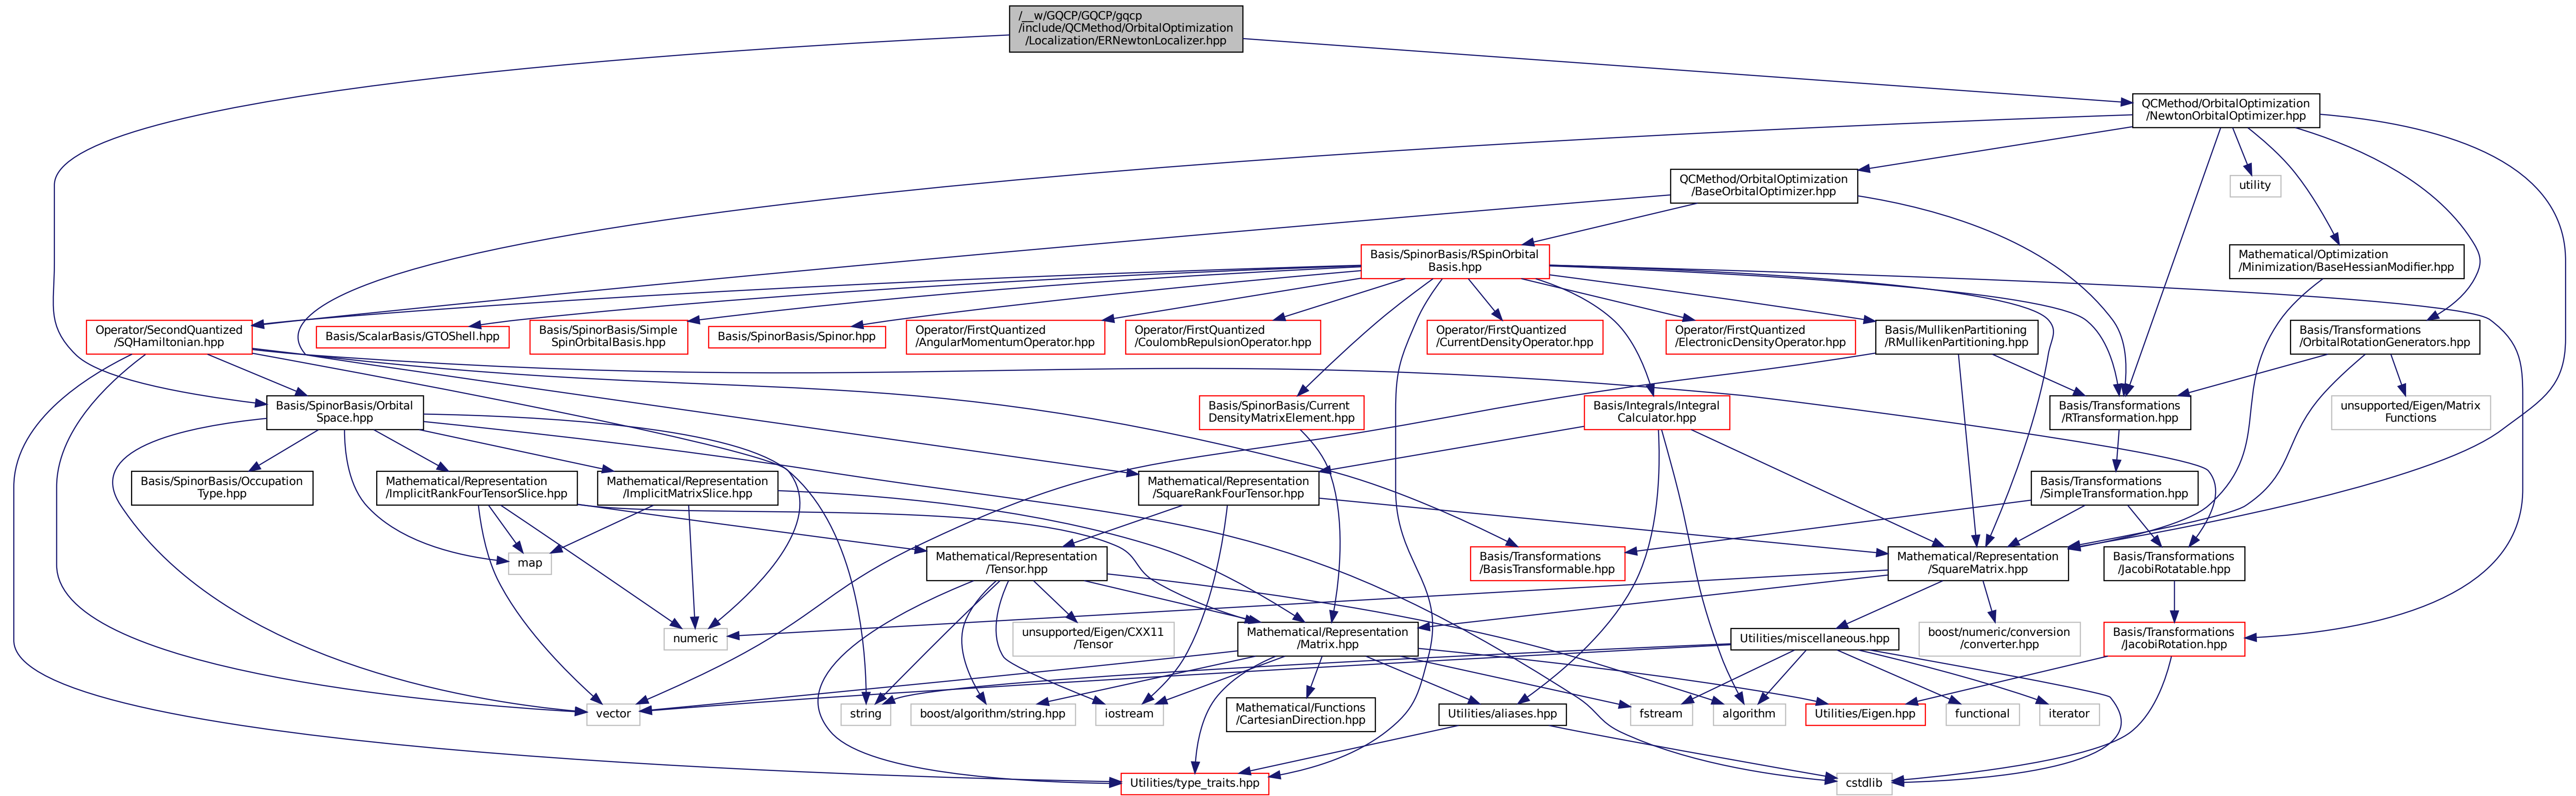 /__w/GQCP/GQCP/gqcp
/include/QCMethod/OrbitalOptimization
/Localization/ERNewtonLocalizer.hpp
QCMethod/OrbitalOptimization
/NewtonOrbitalOptimizer.hpp
QCMethod/OrbitalOptimization
/BaseOrbitalOptimizer.hpp
utility
Basis/SpinorBasis/RSpinOrbital
Basis.hpp
Mathematical/Optimization
/Minimization/BaseHessianModifier.hpp
Operator/SecondQuantized
/SQHamiltonian.hpp
Basis/ScalarBasis/GTOShell.hpp
Basis/SpinorBasis/Simple
SpinOrbitalBasis.hpp
Basis/SpinorBasis/Spinor.hpp
Operator/FirstQuantized
/AngularMomentumOperator.hpp
Operator/FirstQuantized
/CoulombRepulsionOperator.hpp
Operator/FirstQuantized
/CurrentDensityOperator.hpp
Operator/FirstQuantized
/ElectronicDensityOperator.hpp
Basis/MullikenPartitioning
/RMullikenPartitioning.hpp
Basis/Transformations
/OrbitalRotationGenerators.hpp
Basis/SpinorBasis/Orbital
Space.hpp
Basis/SpinorBasis/Current
DensityMatrixElement.hpp
Basis/Integrals/Integral
Calculator.hpp
Basis/Transformations
/RTransformation.hpp
unsupported/Eigen/Matrix
Functions
Basis/SpinorBasis/Occupation
Type.hpp
Mathematical/Representation
/ImplicitRankFourTensorSlice.hpp
Mathematical/Representation
/ImplicitMatrixSlice.hpp
Mathematical/Representation
/SquareRankFourTensor.hpp
Basis/Transformations
/SimpleTransformation.hpp
map
Mathematical/Representation
/Tensor.hpp
Basis/Transformations
/BasisTransformable.hpp
Mathematical/Representation
/SquareMatrix.hpp
Basis/Transformations
/JacobiRotatable.hpp
numeric
unsupported/Eigen/CXX11
/Tensor
Mathematical/Representation
/Matrix.hpp
Utilities/miscellaneous.hpp
boost/numeric/conversion
/converter.hpp
Basis/Transformations
/JacobiRotation.hpp
vector
string
boost/algorithm/string.hpp
iostream
Mathematical/Functions
/CartesianDirection.hpp
Utilities/aliases.hpp
fstream
algorithm
Utilities/Eigen.hpp
functional
iterator
Utilities/type_traits.hpp
cstdlib